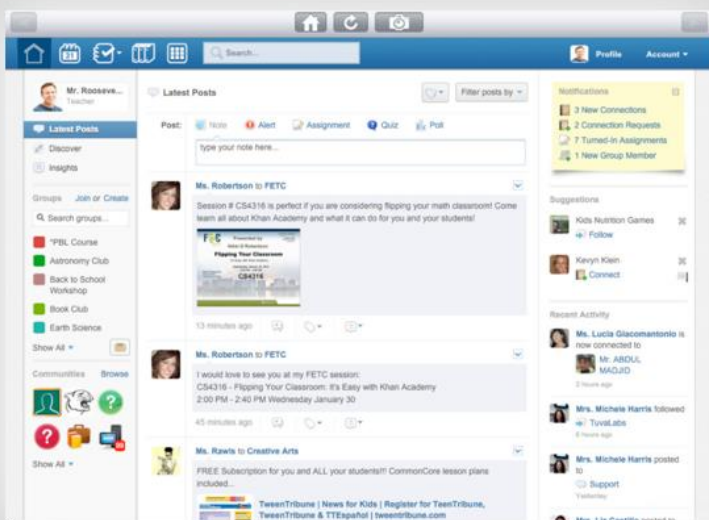 31
Search...
Profile
Account
Mr. Rooseve...
Teacher
Latest Posts
Discover
Insights
Groups
Join or Create
Search groups...
*PBL Course
Astronomy Club
Back to School
Workshop
Book Club
Earth Science
Show All
Communities
Browse
Show All
Latest Posts
Filter posts by
Post:
Note
Alert
Assignment
Quiz
Poll
type your note here...
Ms. Robertson to FETC
Session # CS4316 is perfect if you are considering flipping your math classroom! Come
learn all about Khan Academy and what it can do for you and your students!
Presented by
Flipping Your Classroom
CS4316
13 minutes ago
Ms. Robertson to FETC
I would love to see you at my FETC session:
CS4316 - Flipping Your Classroom: It's Easy with Khan Academy
2:00 PM - 2:40 PM Wednesday January 30
45 minutes ago
Ms. Rawls to Creative Arts
FREE Subscription for you and ALL your students!!! CommonCore lesson plans
included...
TweenTribune | News for Kids | Register for TeenTribune,
TweenTribune & TTEspañol | tweentribune.com
Notifications
3 New Connections
2 Connection Requests
7 Turned-In Assignments
1 New Group Member
Suggestions
Kids Nutrition Games
Follow
Kevyn Klein
Connect
Recent Activity
Ms. Lucia Giacomantonio is
now connected to
Mr. ABDUL
MADJID
2 hours ago
Mrs. Michele Harris followed
TuvaLabs
6 hours ago
Mrs. Michele Harris posted
to
Support
Yesterday